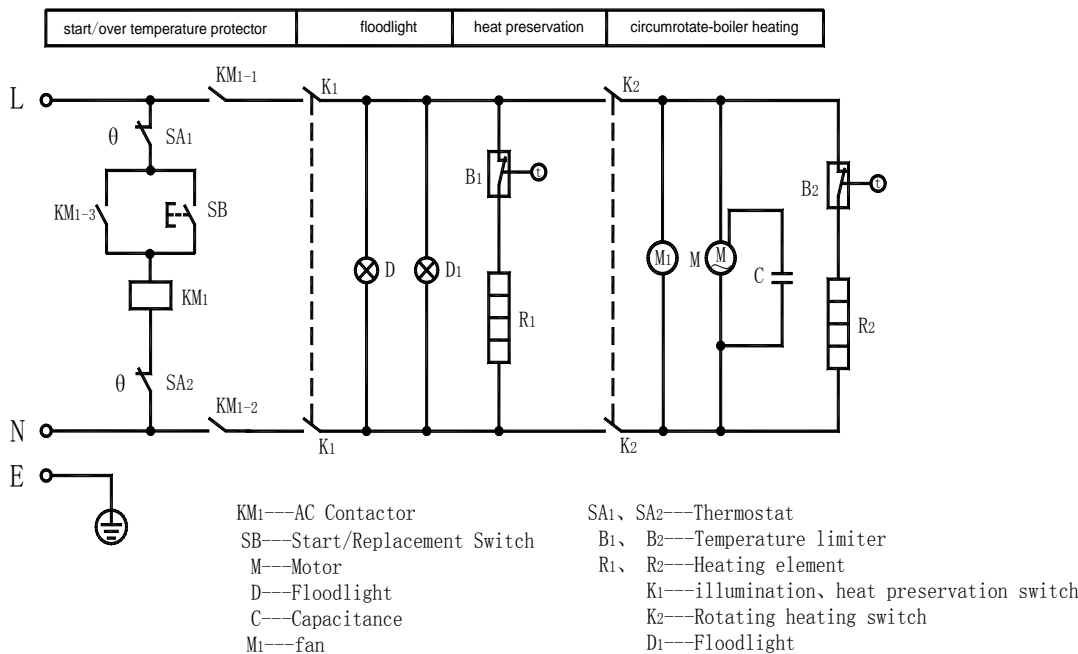 start/over temperature protector floodlight heat preservation circumrotate-boiler heating
KM1-1 K1 K2
L
θ SA1
B1 t B2 t
KM1-3 SB
M1 M M C
D D1
KM1
R1 R2
θ SA2
KM1-2
N
K1 K2
E
KM1---AC Contactor SA1、SA2---Thermostat
SB---Start/Replacement Switch B1、 B2---Temperature limiter
M---Motor R1、 R2---Heating element
D---Floodlight K1---illumination、heat preservation switch
C---Capacitance K2---Rotating heating switch
M1---fan D1---Floodlight